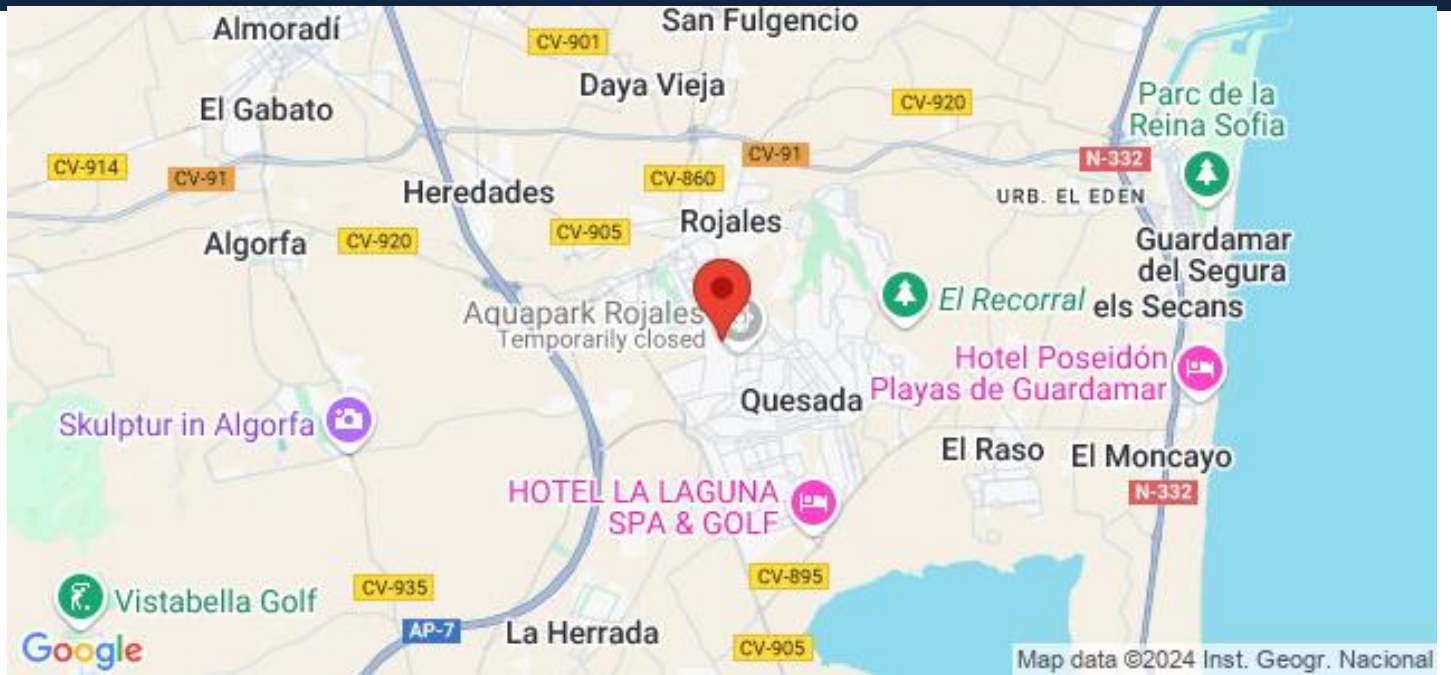 Almoradí
San Fulgencio
CV-901
Daya Vieja
El Gabato
CV-920
Parc de la
Reina Sofia
CV-914
CV-91
CV-91
N-332
Heredades
CV-860
URB. EL EDEN
Rojales
Algorfa
CV-920
CV-905
Guardamar
del Segura
Aquapark Rojales
Temporarily closed
El Recorral
els Secans
Hotel Poseidón
Playas de Guardamar
Quesada
Skulptur in Algorfa
El Raso
El Moncayo
N-332
HOTEL LA LAGUNA
SPA & GOLF
CV-895
CV-935
Vistabella Golf
AP-7
La Herrada
CV-905
Google
Map data ©2024 Inst. Geogr. Nacional